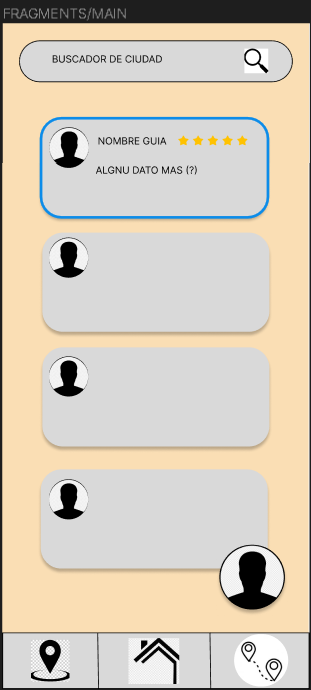 FRAGMENTS/MAIN
BUSCADOR DE CIUDAD
NOMBRE GUIA
ALGNU DATO MAS (?)